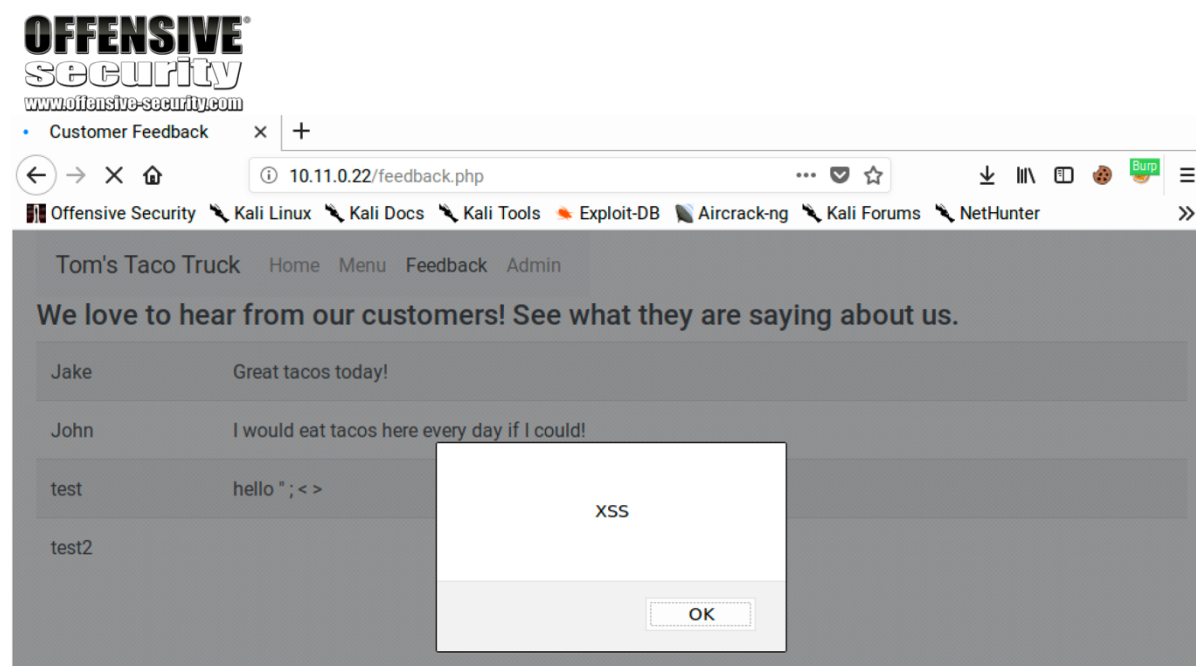 OFFENSIVE®
security
www.offensive-security.com
Customer Feedback
10.11.0.22/feedback.php
Burp
Offensive Security Kali Linux Kali Docs Kali Tools Exploit-DB Aircrack-ng Kali Forums NetHunter
Tom's Taco Truck Home Menu Feedback Admin
We love to hear from our customers! See what they are saying about us.
Jake Great tacos today!
John I would eat tacos here every day if I could!
test hello " ; < >
XSS
test2
OK